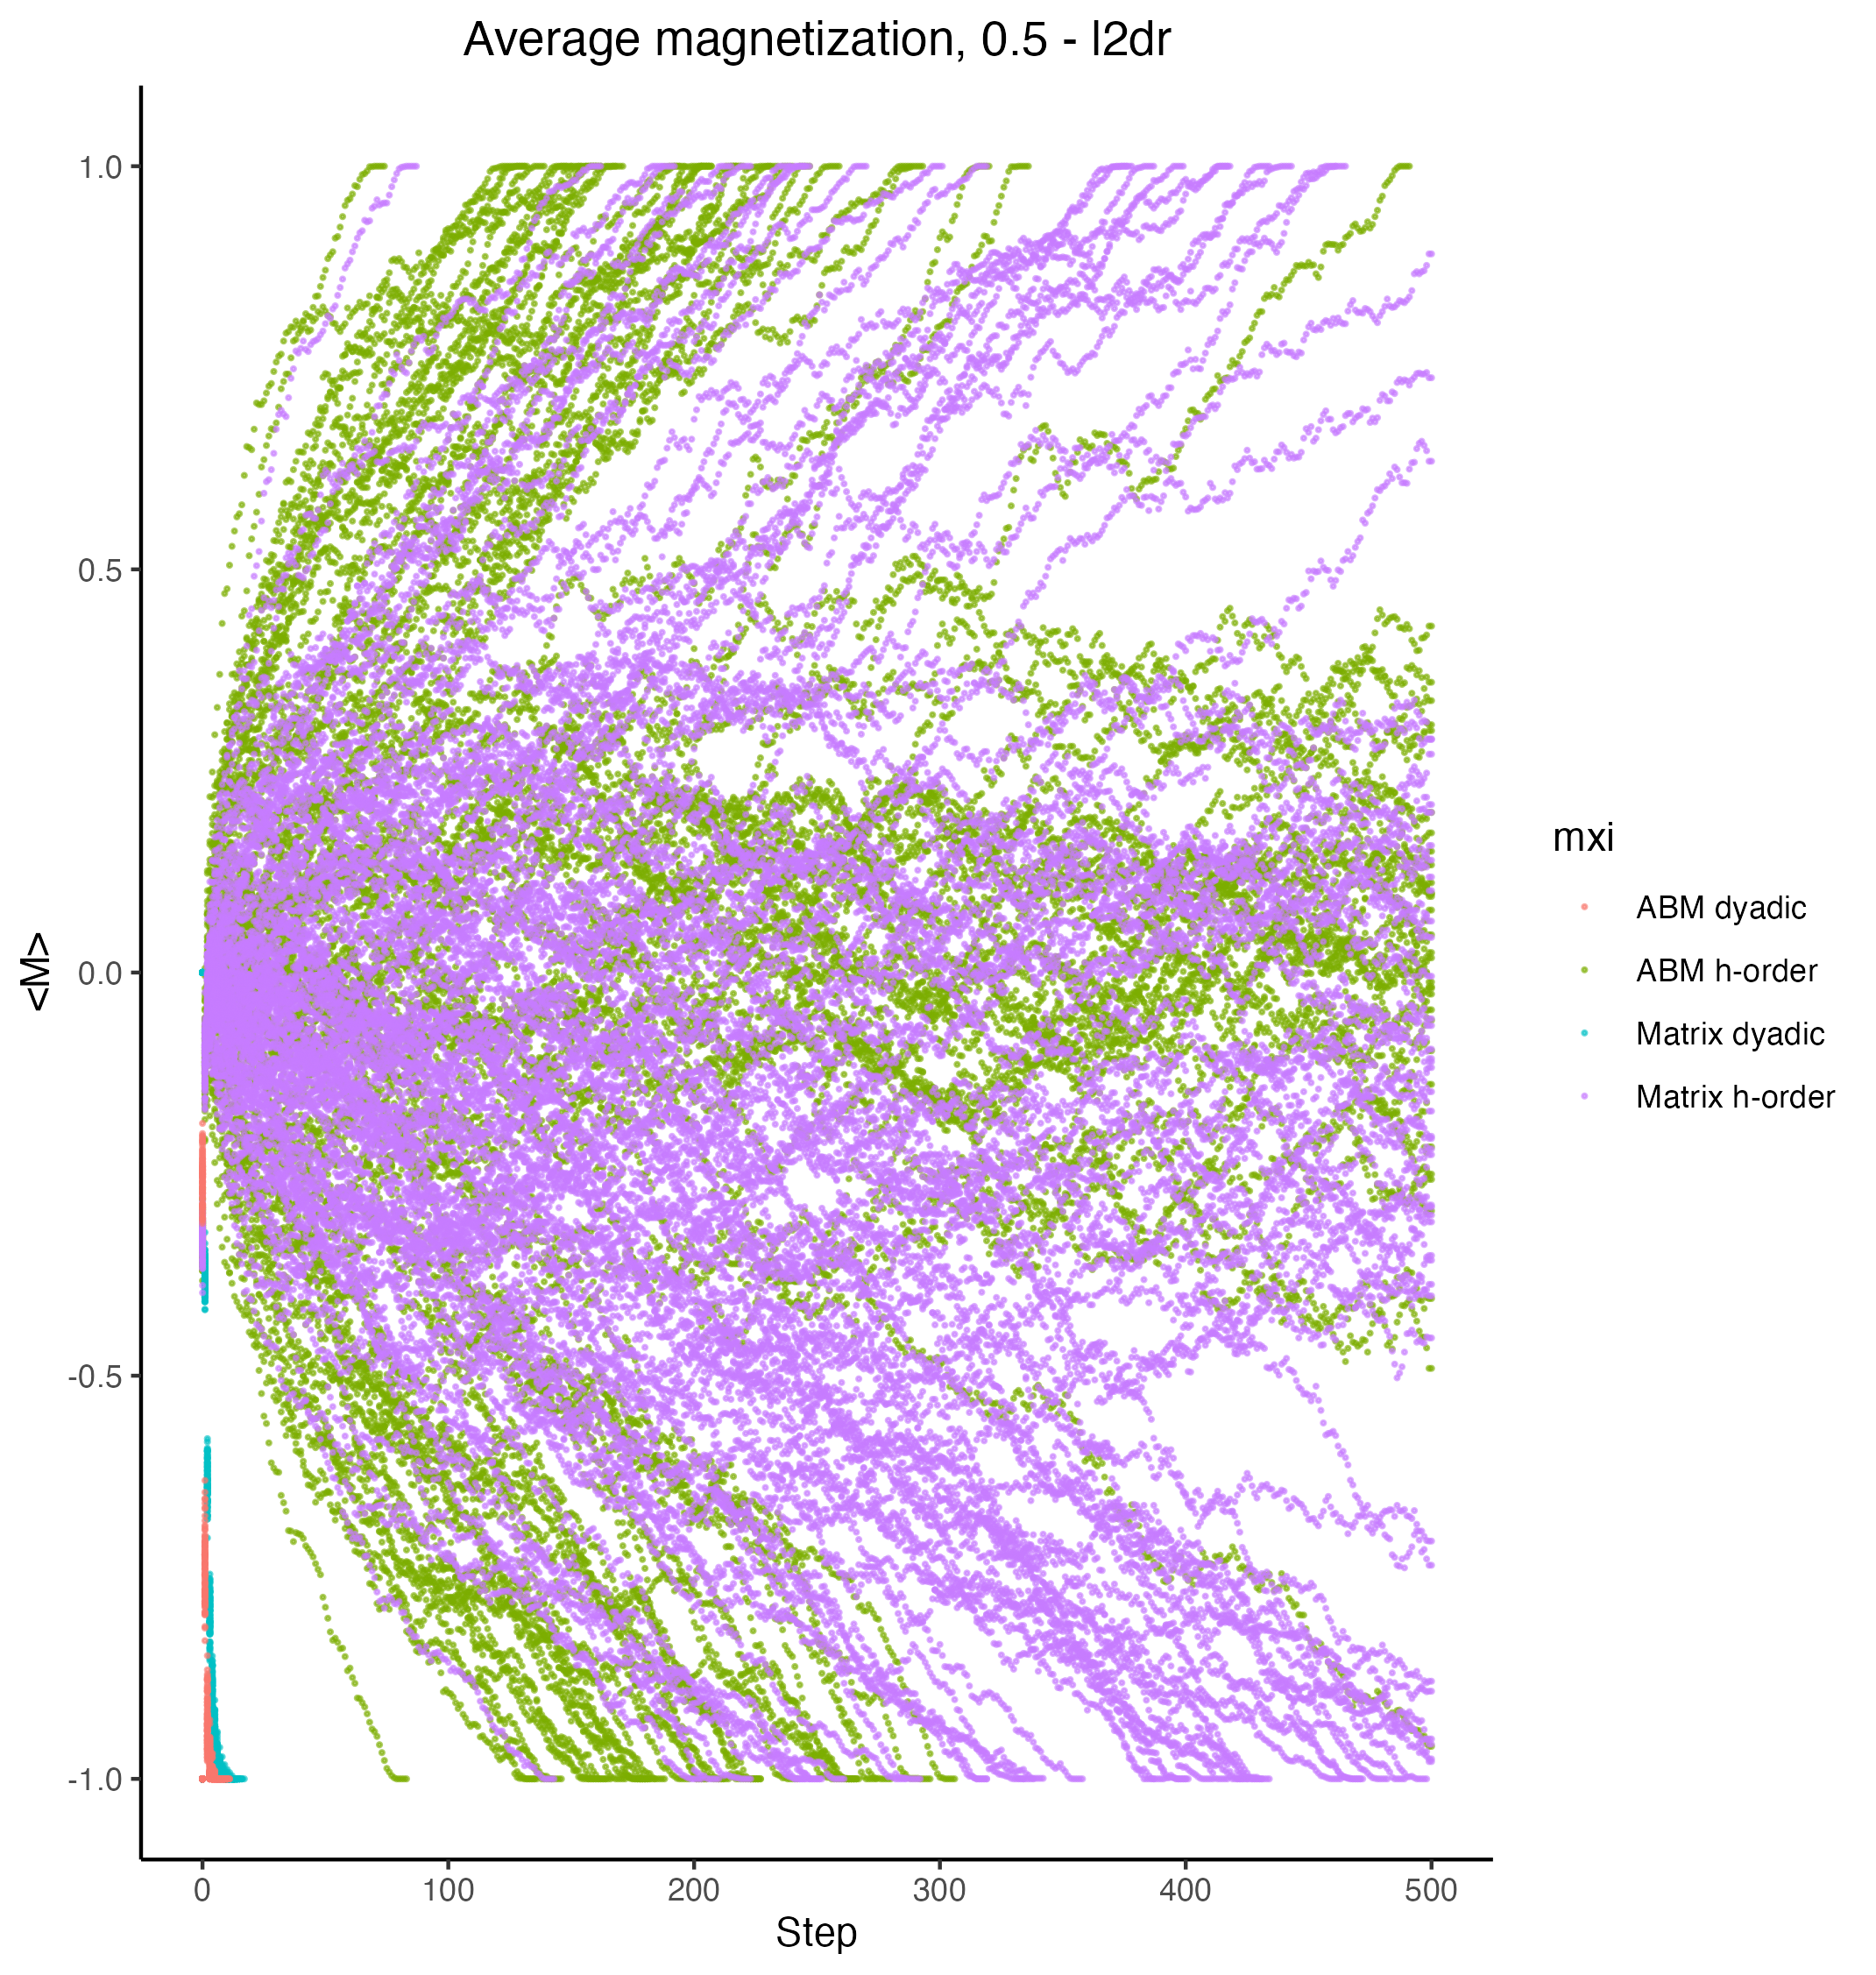 Average magnetization, 0.5 - l2dr
1.0
0.5
0.0
-0.5
-1.0
<M>
0
100
200
300
400
500
Step
mxi
ABM dyadic
ABM h-order
Matrix dyadic
Matrix h-order